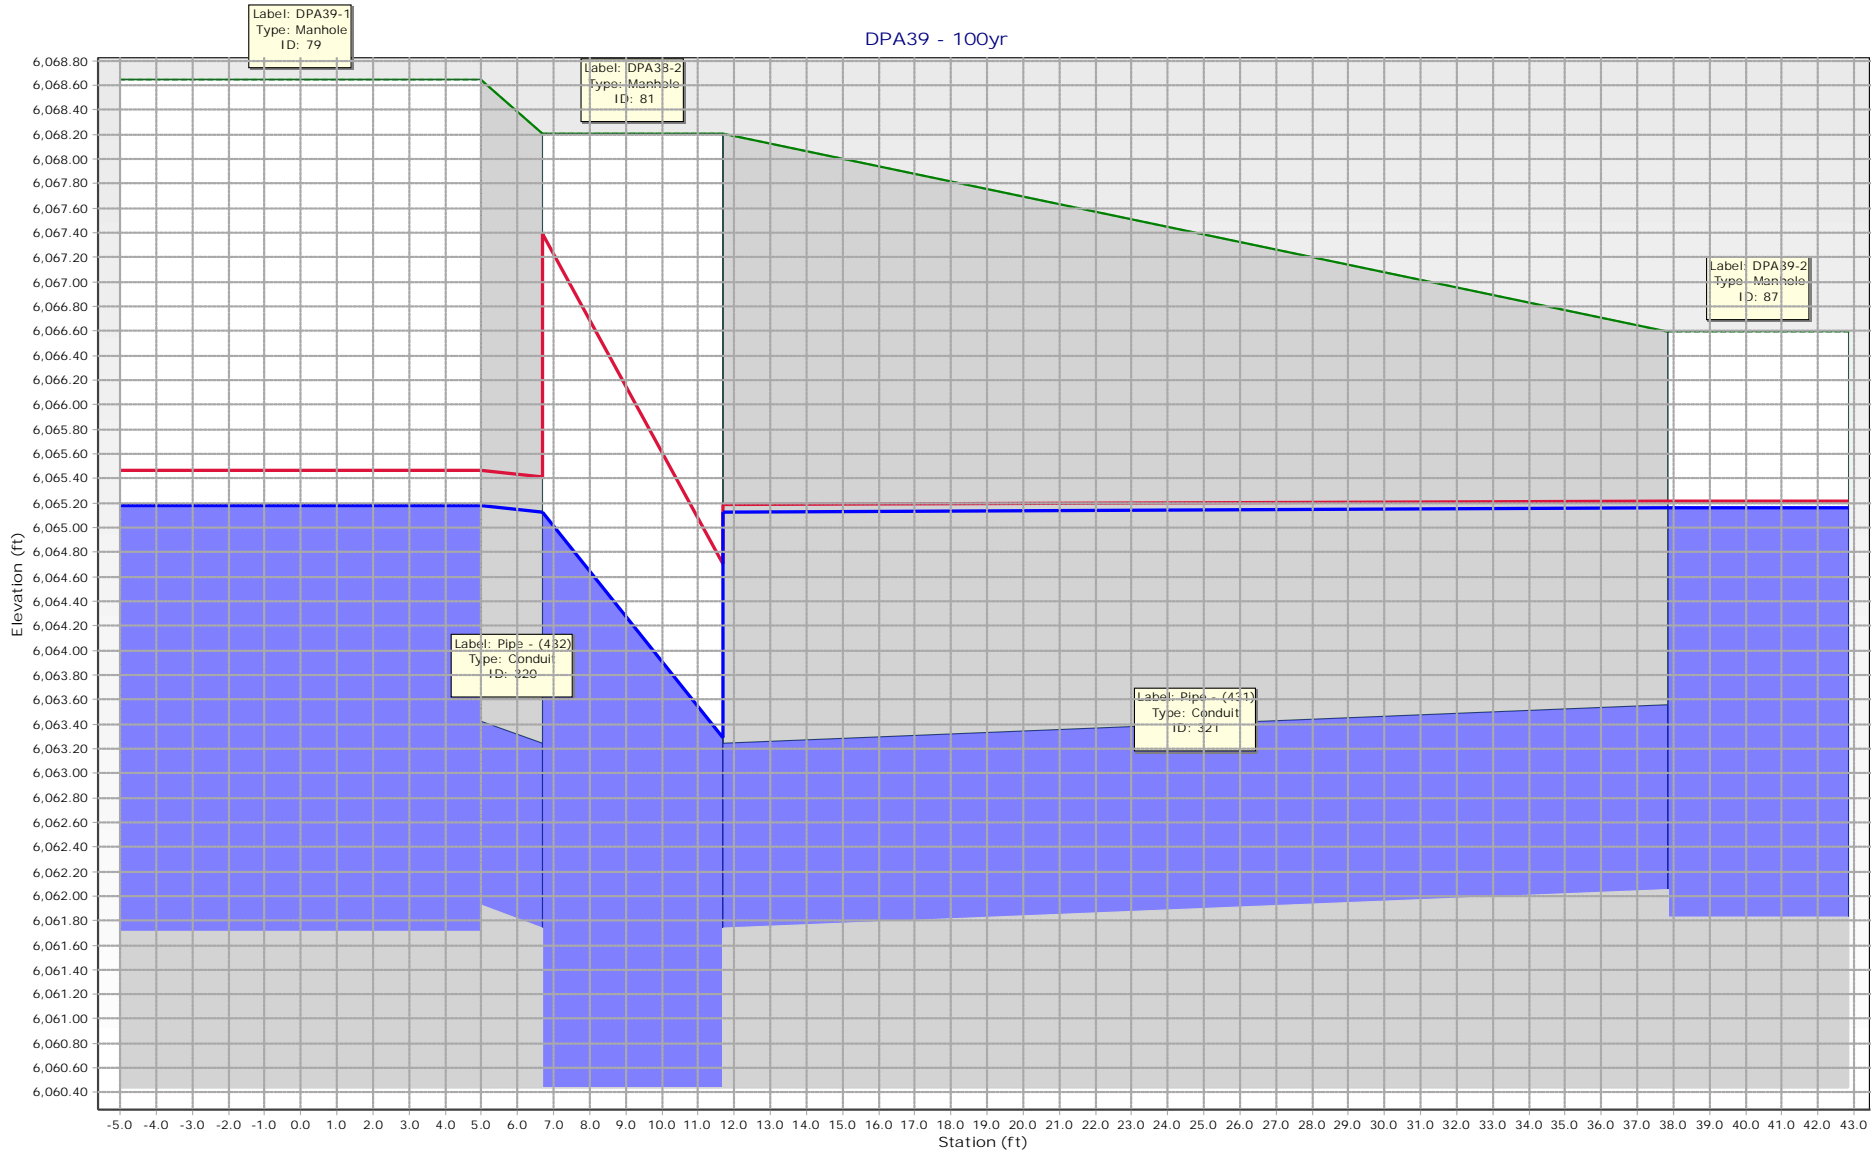 Label: DPA39-1
Type: Manhole
ID: 79
DPA39 - 100yr
Label: DPA38-2
Type: Manhole
ID: 81
Label: DPA39-2
Type: Manhole
ID: 87
Label: Pipe - (432)
Type: Conduit
ID: 320
Label: Pipe - (431)
Type: Conduit
ID: 321
Elevation (ft)
6,068.80
6,068.60
6,068.40
6,068.20
6,068.00
6,067.80
6,067.60
6,067.40
6,067.20
6,067.00
6,066.80
6,066.60
6,066.40
6,066.20
6,066.00
6,065.80
6,065.60
6,065.40
6,065.20
6,065.00
6,064.80
6,064.60
6,064.40
6,064.20
6,064.00
6,063.80
6,063.60
6,063.40
6,063.20
6,063.00
6,062.80
6,062.60
6,062.40
6,062.20
6,062.00
6,061.80
6,061.60
6,061.40
6,061.20
6,061.00
6,060.80
6,060.60
6,060.40
-5.0 -4.0 -3.0 -2.0 -1.0 0.0 1.0 2.0 3.0 4.0 5.0 6.0 7.0 8.0 9.0 10.0 11.0 12.0 13.0 14.0 15.0 16.0 17.0 18.0 19.0 20.0 21.0 22.0 23.0 24.0 25.0 26.0 27.0 28.0 29.0 30.0 31.0 32.0 33.0 34.0 35.0 36.0 37.0 38.0 39.0 40.0 41.0 42.0 43.0
Station (ft)